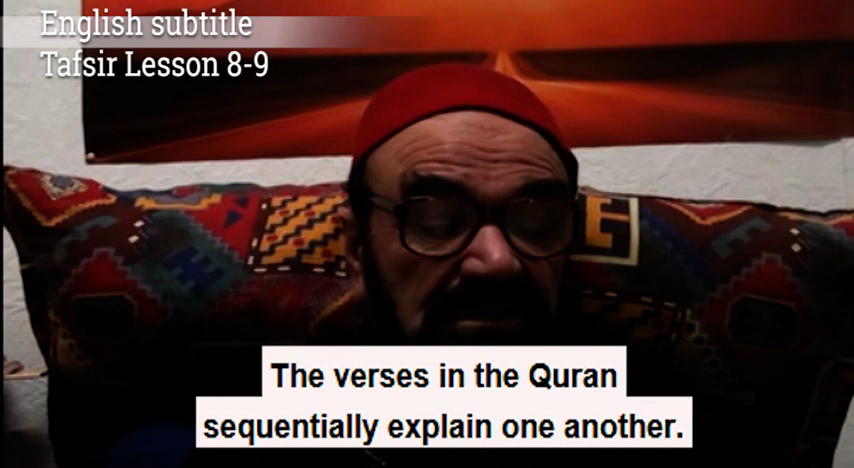 English subtitle
Tafsir Lesson 8-9
The verses in the Quran
sequentially explain one another.